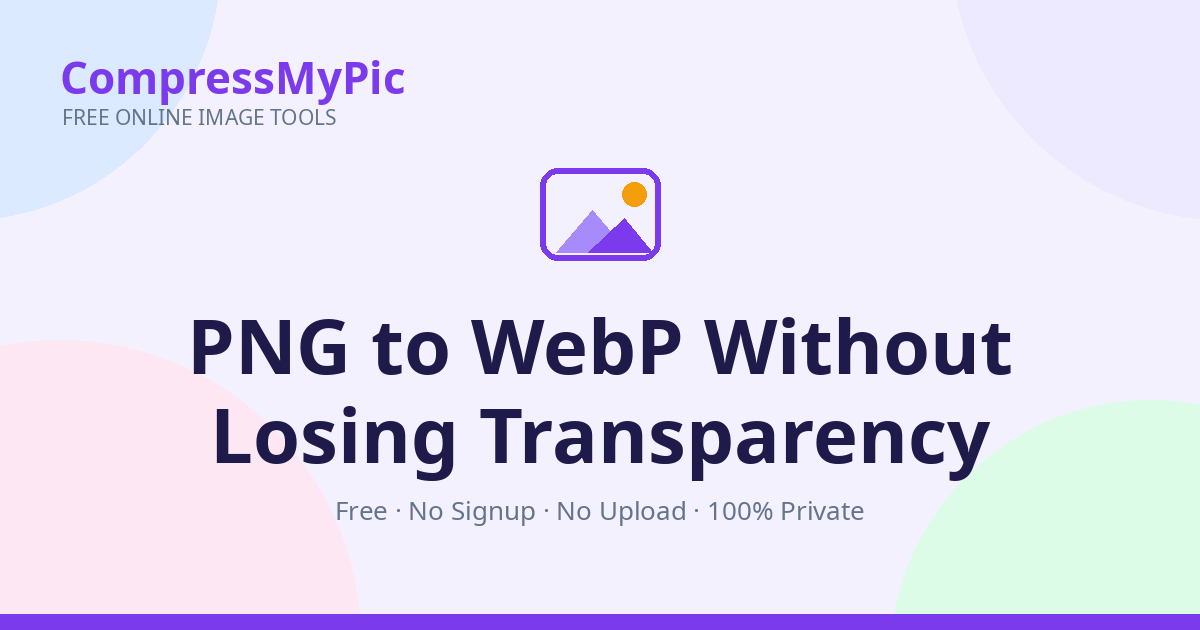 CompressMyPic
FREE ONLINE IMAGE TOOLS
PNG to WebP Without
Losing Transparency
Free · No Signup · No Upload · 100% Private